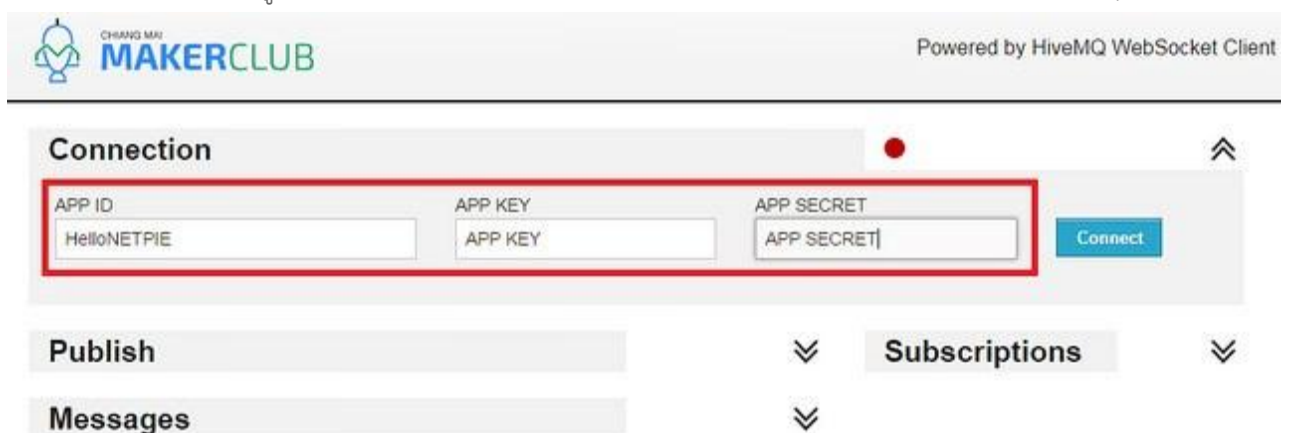 CHIANG MAI
MAKERCLUB
Powered by HiveMQ WebSocket Client
Connection
APP ID APP KEY APP SECRET
HelloNETPIE APP KEY APP SECRET Connect
Publish Subscriptions
Messages